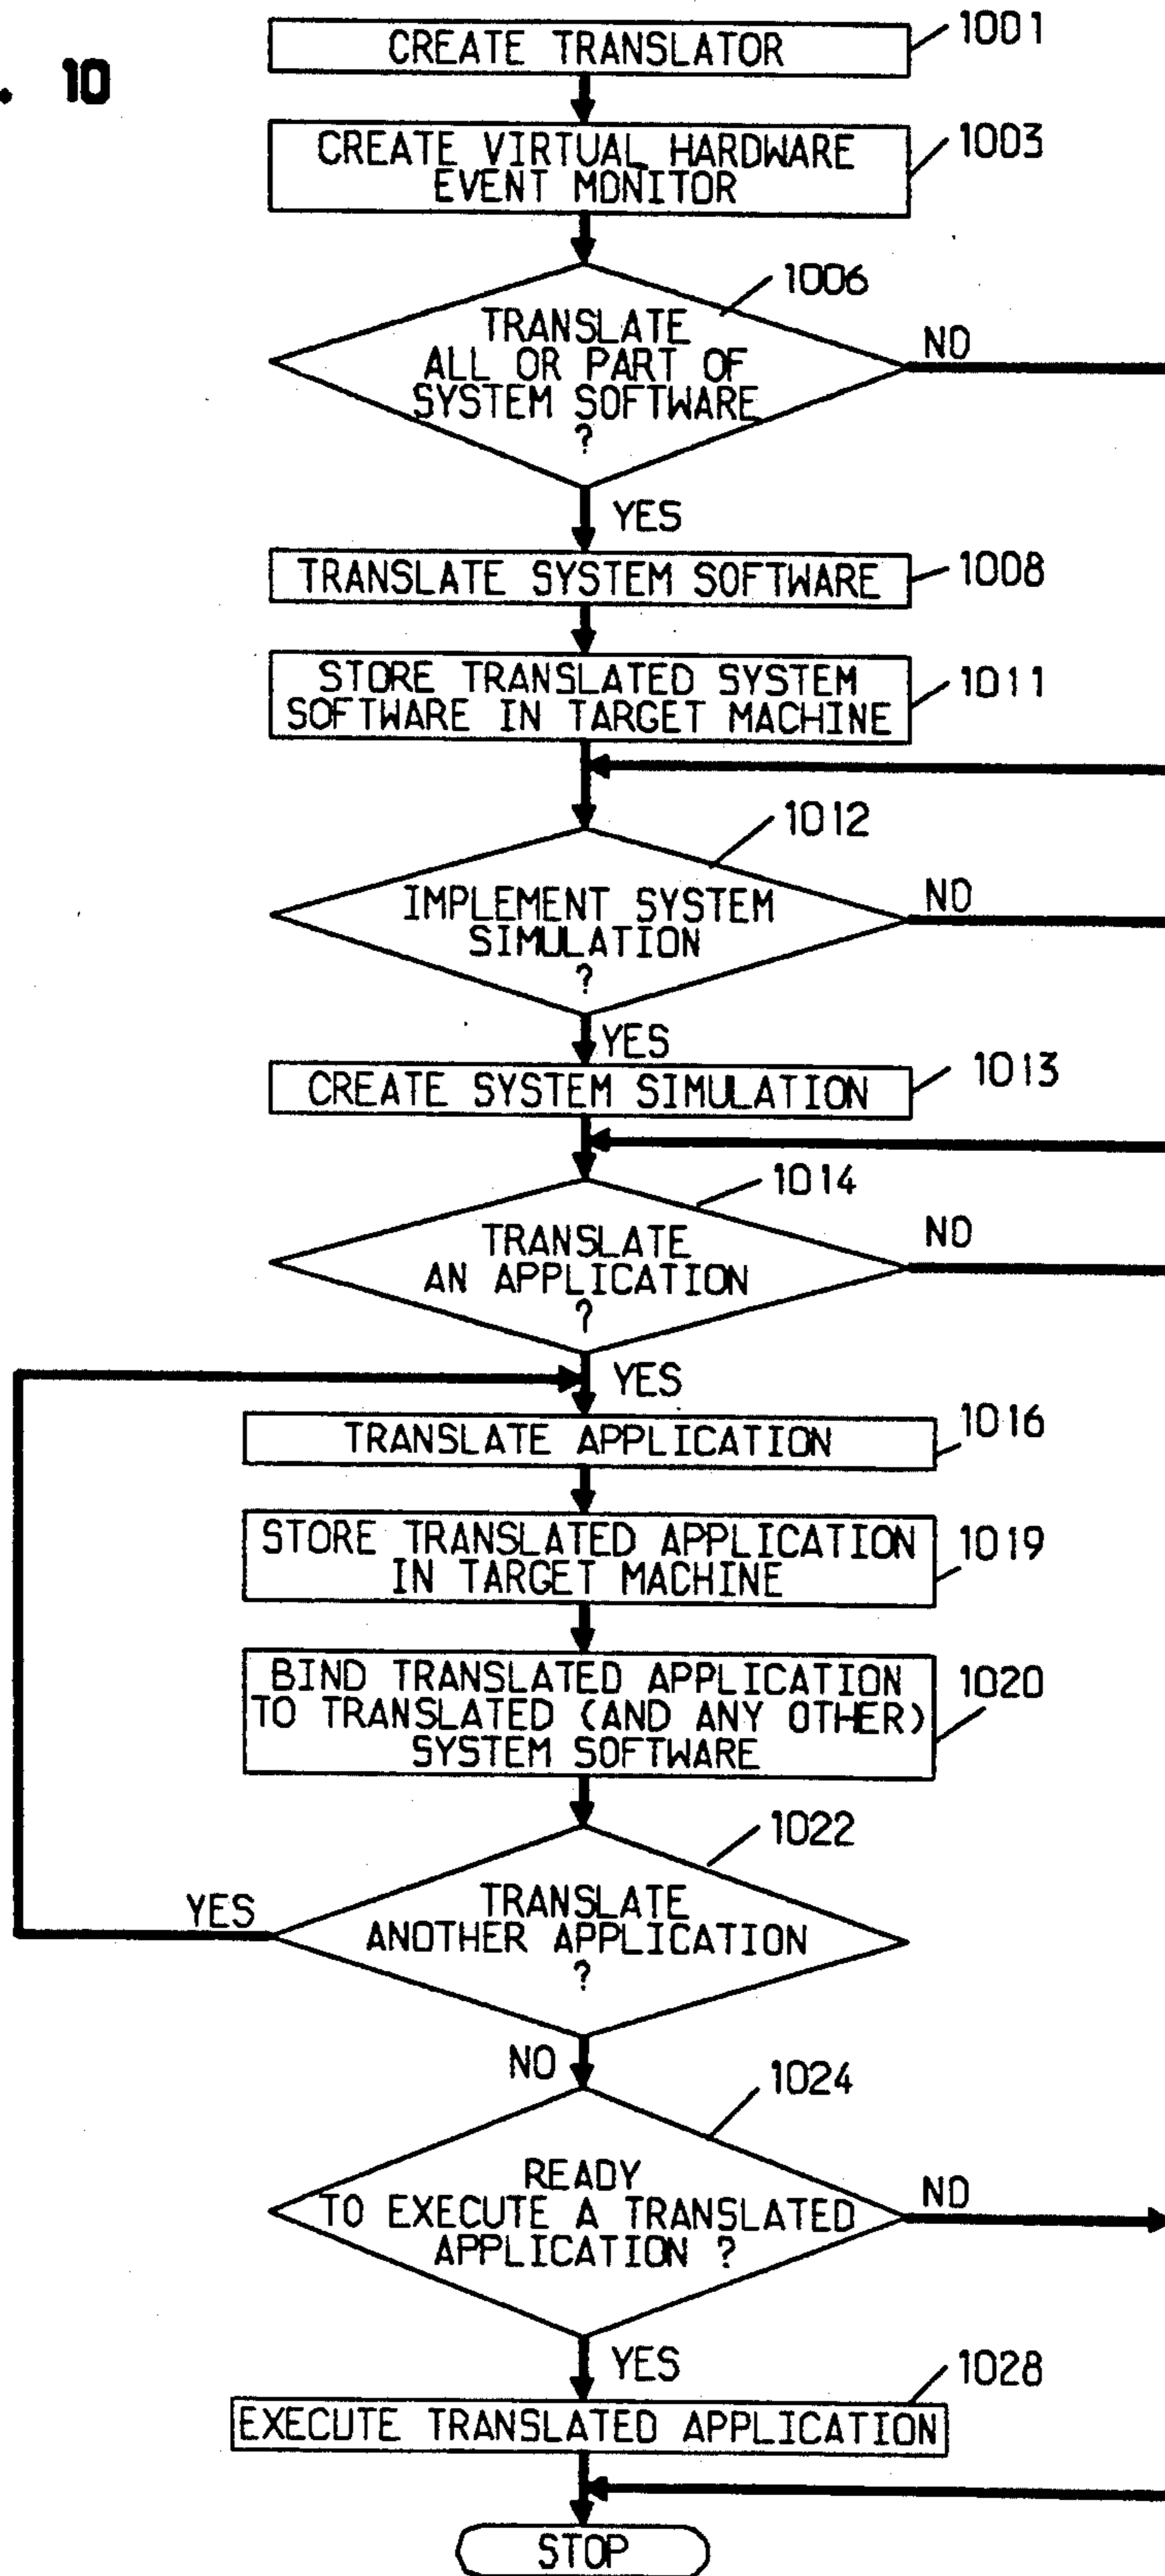 . 10
CREATE TRANSLATOR
1001
CREATE VIRTUAL HARDWARE
EVENT MONITOR
1003
1006
TRANSLATE
ALL OR PART OF
SYSTEM SOFTWARE
?
NO
YES
TRANSLATE SYSTEM SOFTWARE
1008
STORE TRANSLATED SYSTEM
SOFTWARE IN TARGET MACHINE
1011
1012
IMPLEMENT SYSTEM
SIMULATION
?
NO
YES
CREATE SYSTEM SIMULATION
1013
1014
TRANSLATE
AN APPLICATION
?
NO
YES
TRANSLATE APPLICATION
1016
STORE TRANSLATED APPLICATION
IN TARGET MACHINE
1019
BIND TRANSLATED APPLICATION
TO TRANSLATED (AND ANY OTHER)
SYSTEM SOFTWARE
1020
1022
TRANSLATE
ANOTHER APPLICATION
?
YES
NO
1024
READY
TO EXECUTE A TRANSLATED
APPLICATION ?
NO
YES
1028
EXECUTE TRANSLATED APPLICATION
STOP